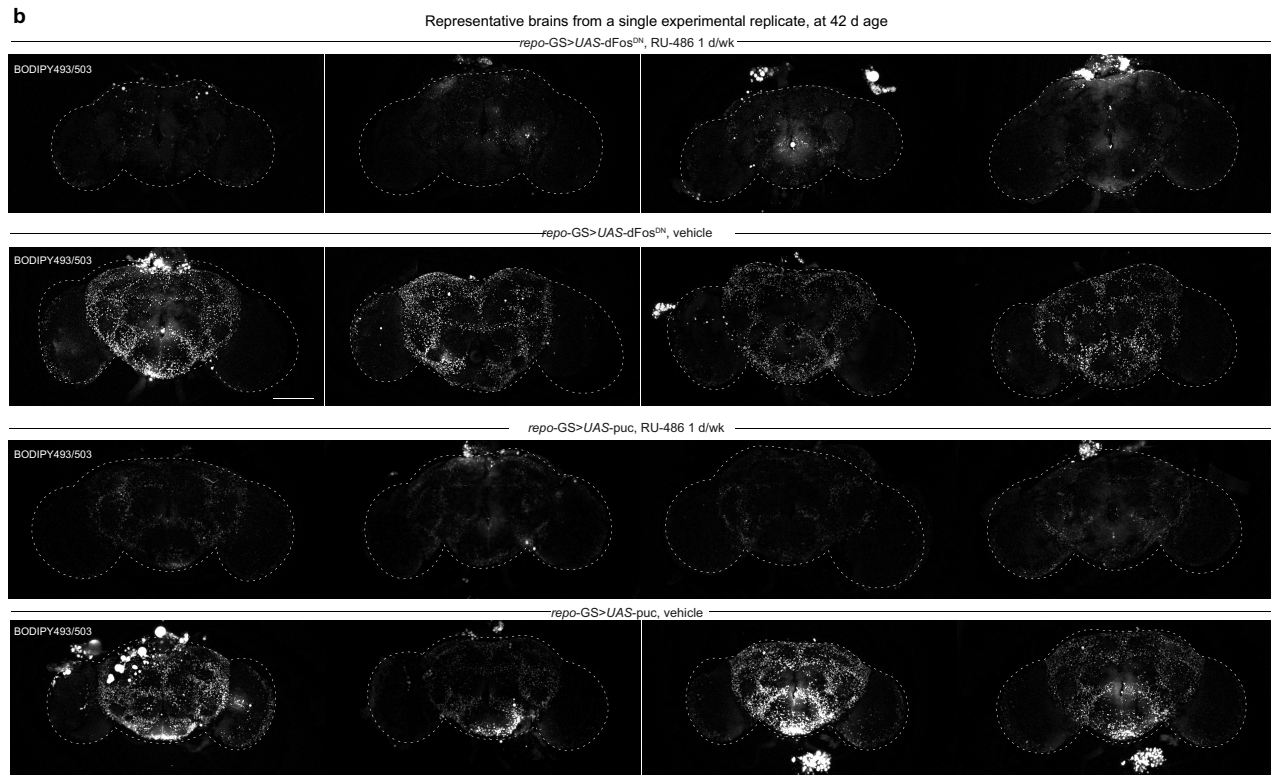 b
Representative brains from a single experimental replicate, at 42 d age
repo-GS>UAS-dFosDN, RU-486 1 d/wk
BODIPY493/503
repo-GS>UAS-dFosDN, vehicle
BODIPY493/503
repo-GS>UAS-puc, RU-486 1 d/wk
BODIPY493/503
repo-GS>UAS-puc, vehicle
BODIPY493/503